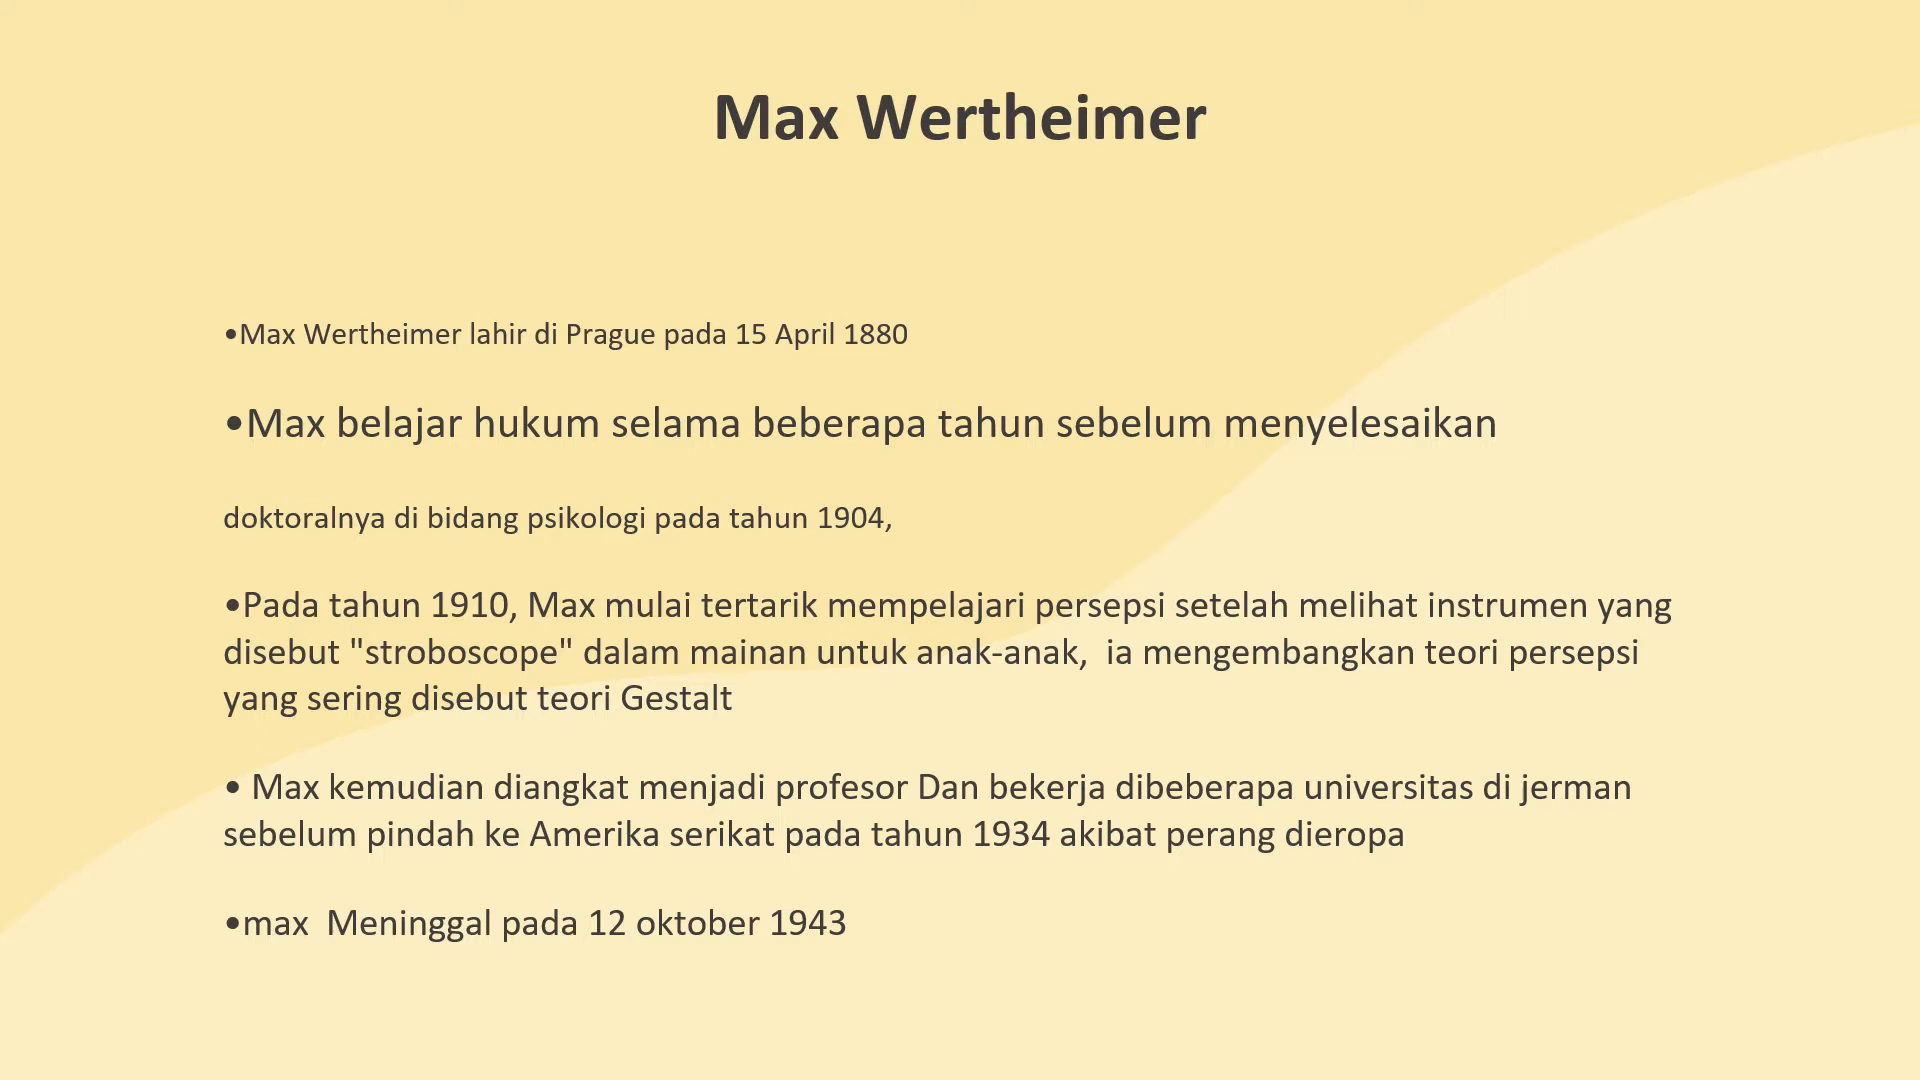 Max Wertheimer
•Max Wertheimer lahir di Prague pada 15 April 1880
•Max belajar hukum selama beberapa tahun sebelum menyelesaikan
doktoralnya di bidang psikologi pada tahun 1904,
•Pada tahun 1910, Max mulai tertarik mempelajari persepsi setelah melihat instrumen yang
disebut "stroboscope" dalam mainan untuk anak-anak,  ia mengembangkan teori persepsi
yang sering disebut teori Gestalt
• Max kemudian diangkat menjadi profesor Dan bekerja dibeberapa universitas di jerman
sebelum pindah ke Amerika serikat pada tahun 1934 akibat perang dieropa
•max  Meninggal pada 12 oktober 1943